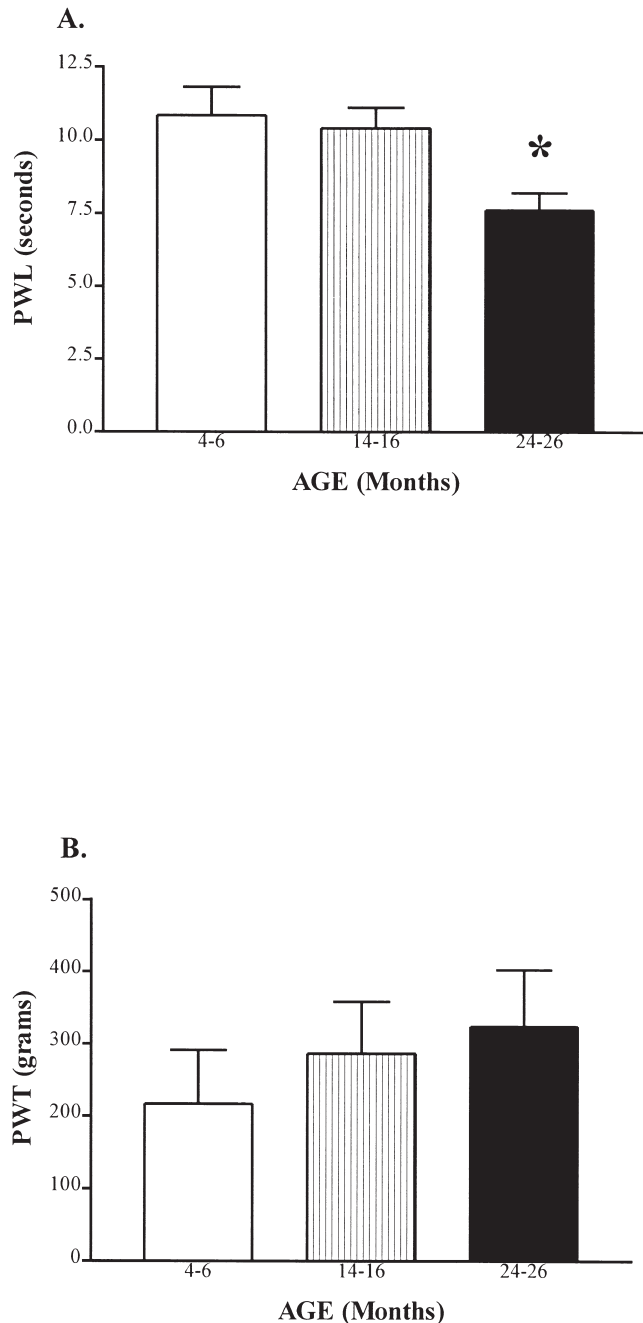 A.
12.5
10.0
*
7.5
5.0
2.5
0.0
PWL (seconds)
4-6 14-16 24-26
AGE (Months)
B.
500
400
300
200
100
0
PWT (grams)
4-6 14-16 24-26
AGE (Months)